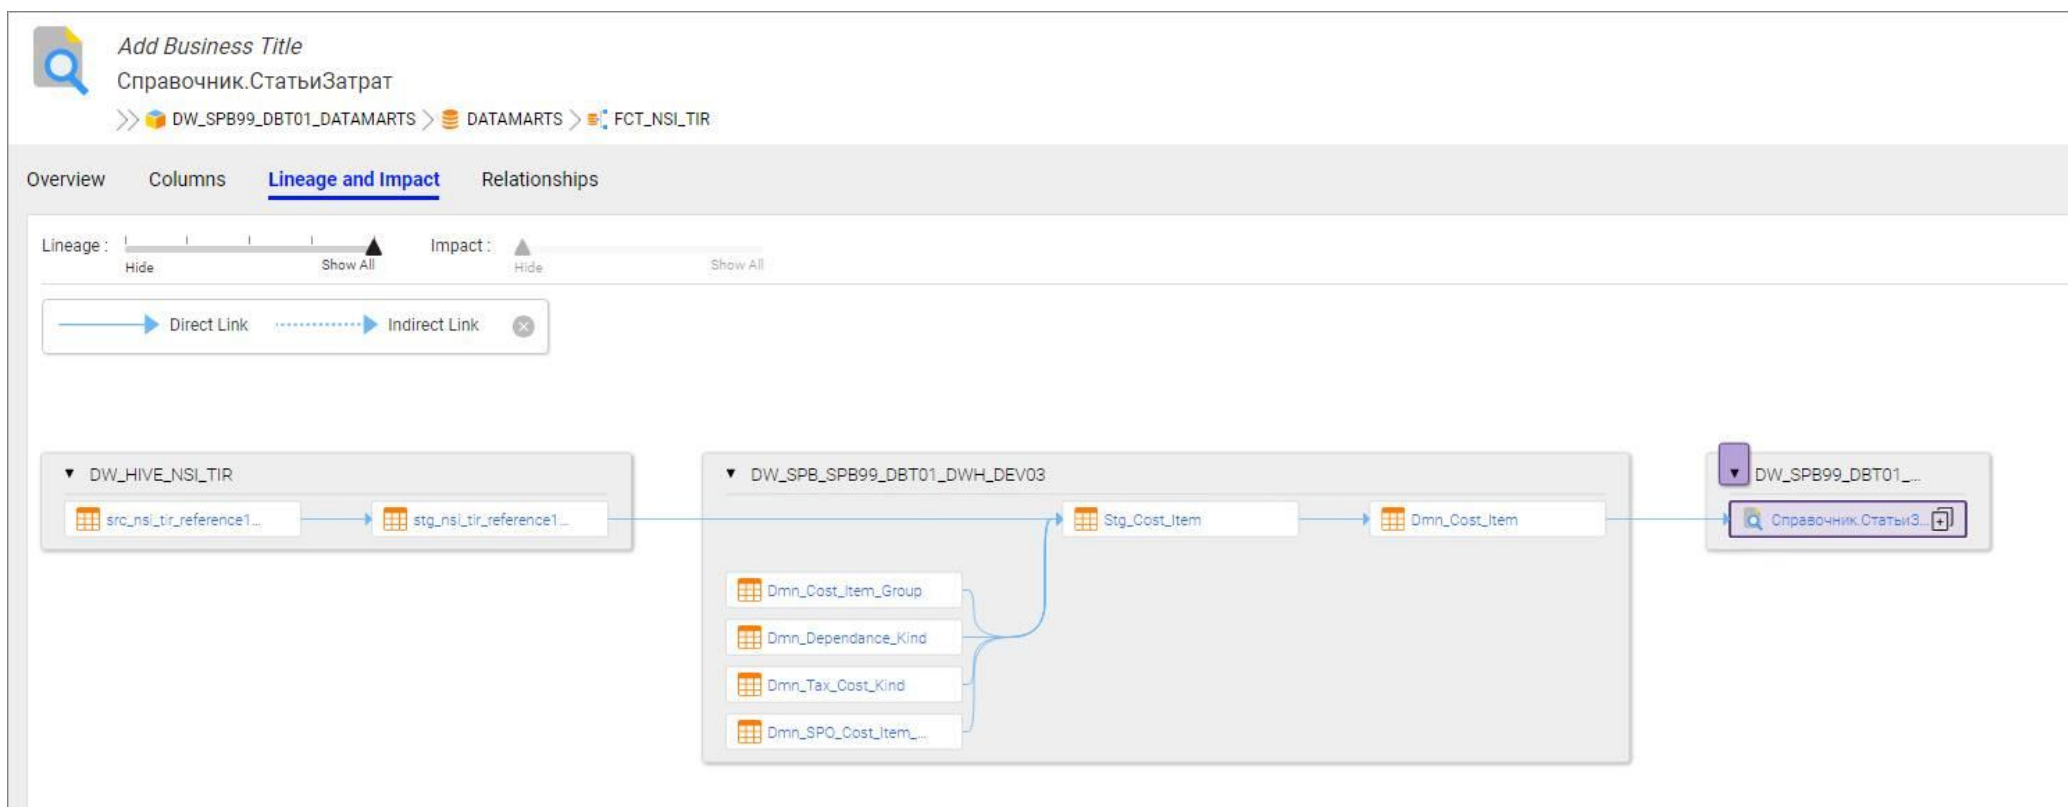 Add Business Title
Справочник.СтатьиЗатрат
DW_SPB99_DBT01_DATAMARTS DATAMARTS FCT_NSI_TIR
Overview Columns Lineage and Impact Relationships
Lineage : Impact :
Hide Show All Hide Show All
Direct Link Indirect Link
DW_HIVE_NSI_TIR DW_SPB_SPB99_DBT01_DWH_DEV03 DW_SPB99_DBT01_...
src_nsi_tir_reference1... stg_nsi_tir_reference1... Stg_Cost_Item Dmn_Cost_Item Справочник.СтатьиЗ...
Dmn_Cost_Item_Group
Dmn_Dependance_Kind
Dmn_Tax_Cost_Kind
Dmn_SPO_Cost_Item_...